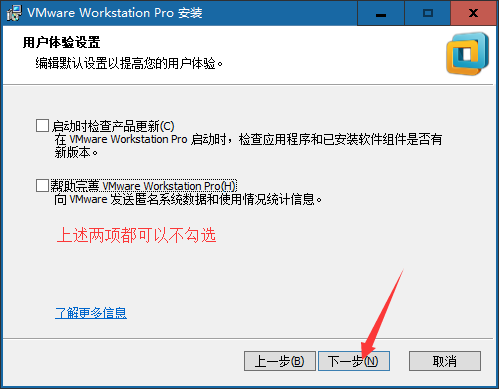 VMware Workstation Pro 安装
用户体验设置
编辑默认设置以提高您的用户体验。
启动时检查产品更新(C)
在 VMware Workstation Pro 启动时，检查应用程序和已安装软件组件是否有
新版本。
帮助完善 VMware Workstation Pro(H)
向 VMware 发送匿名系统数据和使用情况统计信息。
上述两项都可以不勾选
了解更多信息
上一步(B) 下一步(N) 取消